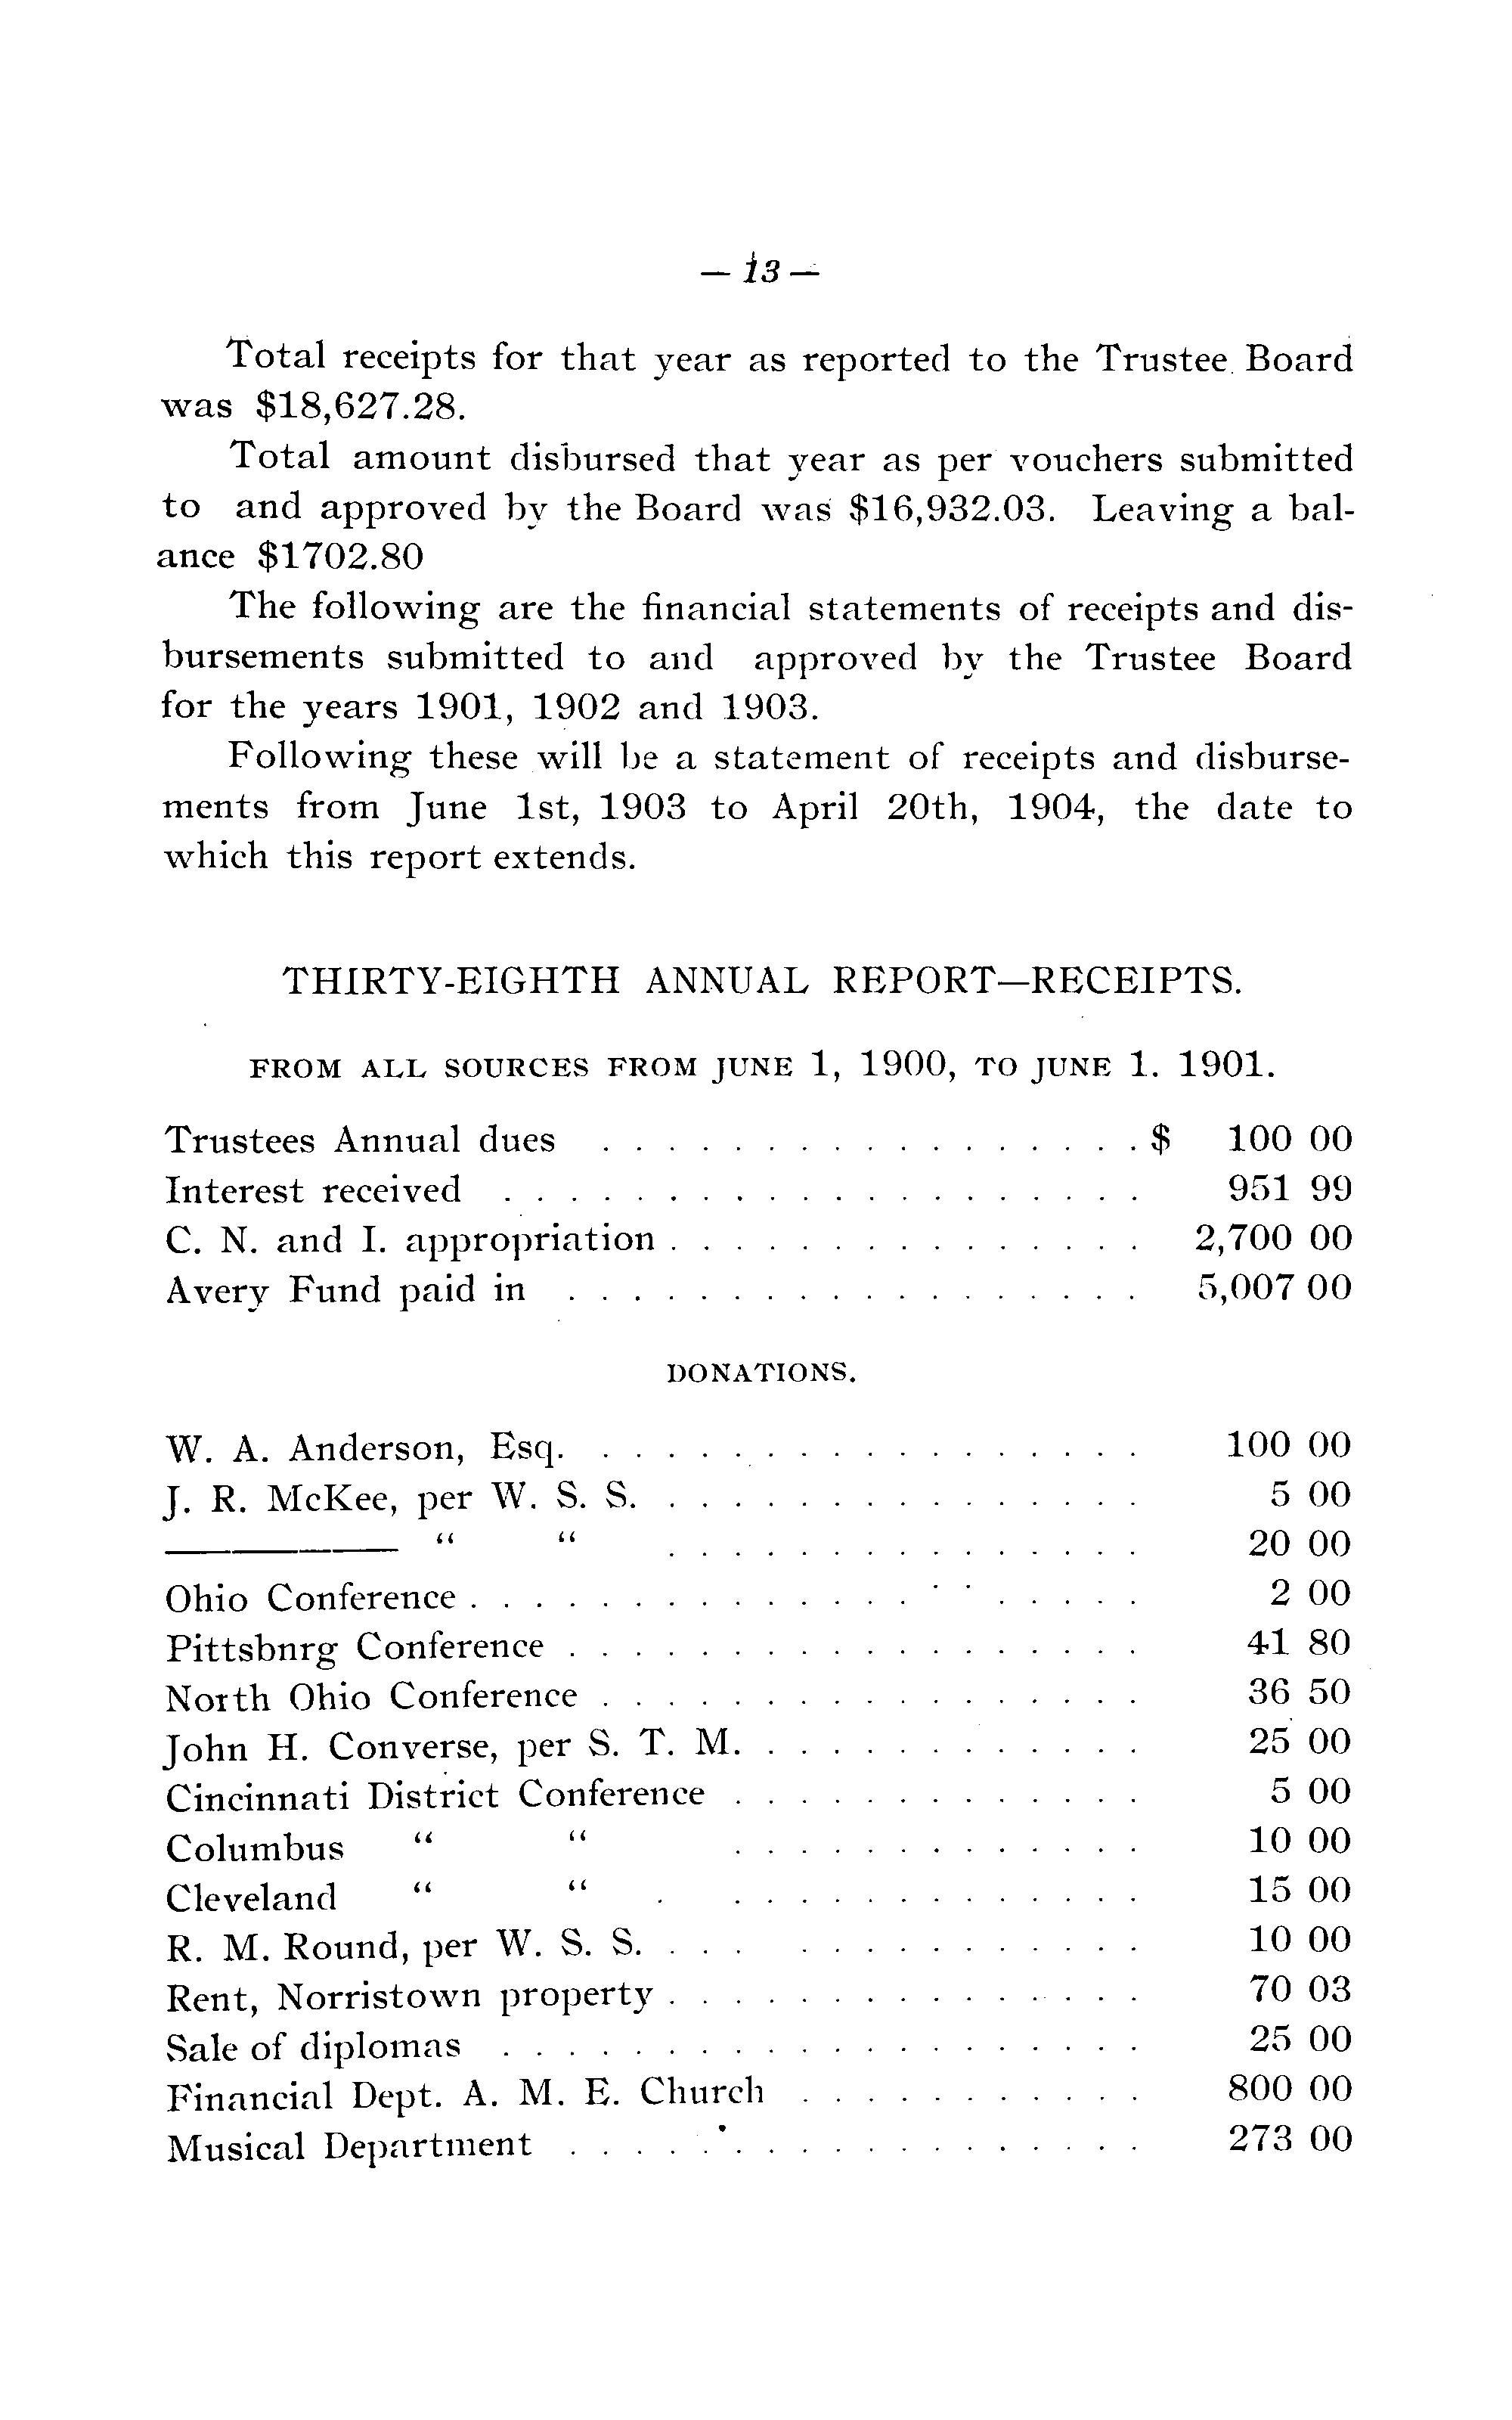 — 13 —
Total receipts for that year as reported to the Trustee Board
was $18,627.28.
Total amount disbursed that year as per vouchers submitted
to and approved by the Board was $16,932.03. Leaving a bal-
ance $1702.80
The following are the financial statements of receipts and dis-
bursements submitted to and approved by the Trustee Board
for the years 1901, 1902 and 1903.
Following these will be a statement of receipts and disburse-
ments from June 1st, 1903 to April 20th, 1904, the date to
which this report extends.
THIRTY-EIGHTH ANNUAL REPORT—RECEIPTS.
FROM ALL SOURCES FROM JUNE 1, 1900, TO JUNE 1. 1901.
Trustees Annual dues . . . . . . . . . . . . . . . . . $ 100 00
Interest received . . . . . . . . . . . . . . . . . . . . 951 99
C. N. and I. appropriation . . . . . . . . . . . . . . . 2,700 00
Avery Fund paid in . . . . . . . . . . . . . . . . . . 5,007 00
DONATIONS.
W. A. Anderson, Esq. . . . . . . . . . . . . . . . . . 100 00
J. R. McKee, per W. S. S. . . . . . . . . . . . . . . . 5 00
———— “ “ . . . . . . . . . . . . . . . 20 00
Ohio Conference . . . . . . . . . . . . . . . . . . . . . 2 00
Pittsbnrg Conference . . . . . . . . . . . . . . . . . . 41 80
North Ohio Conference . . . . . . . . . . . . . . . . . 36 50
John H. Converse, per S. T. M. . . . . . . . . . . . . 25 00
Cincinnati District Conference . . . . . . . . . . . . . 5 00
Columbus “ “ . . . . . . . . . . . . . 10 00
Cleveland “ “ . . . . . . . . . . . . . . 15 00
R. M. Round, per W. S. S. . . . . . . . . . . . . . . 10 00
Rent, Norristown property . . . . . . . . . . . . . . . 70 03
Sale of diplomas . . . . . . . . . . . . . . . . . . . . 25 00
Financial Dept. A. M. E. Church . . . . . . . . . . . 800 00
Musical Department . . . . . . . . . . . . . . . . . . 273 00